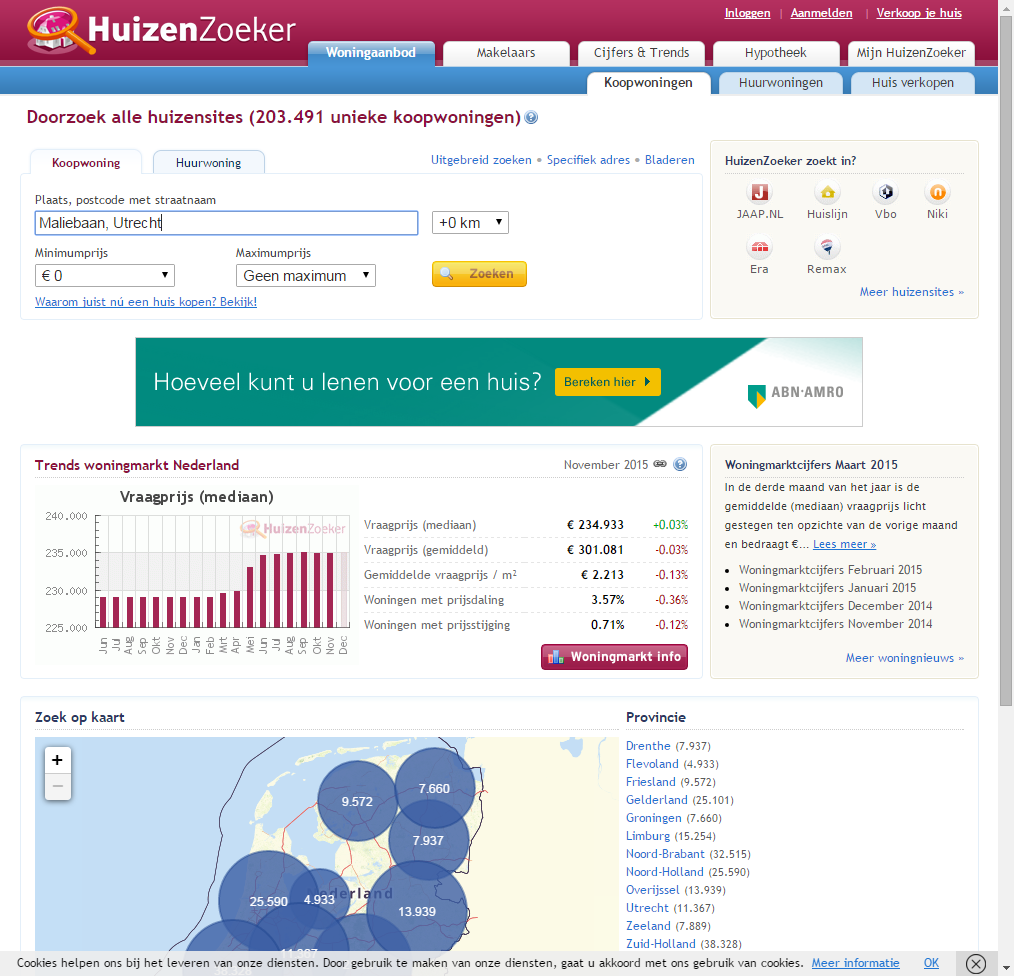 Inloggen | Aanmelden | Verkoop je huis
HuizenZoeker
Woningaanbod Makelaars Cijfers & Trends Hypotheek Mijn HuizenZoeker
Koopwoningen Huurwoningen Huis verkopen
Doorzoek alle huizensites (203.491 unieke koopwoningen) ?
Koopwoning Huurwoning Uitgebreid zoeken • Specifiek adres • Bladeren
Plaats, postcode met straatnaam
Maliebaan, Utrecht +0 km
Minimumprijs Maximumprijs
€ 0 Geen maximum Zoeken
Waarom juist nú een huis kopen? Bekijk!
HuizenZoeker zoekt in?
JAAP.NL Huislijn Vbo Niki
Era Remax
Meer huizensites »
Hoeveel kunt u lenen voor een huis? Bereken hier ABN·AMRO
Trends woningmarkt Nederland November 2015 ?
Vraagprijs (mediaan)
HuizenZoeker
240.000
235.000
230.000
225.000
Jun Jul Aug Sep Okt Nov Dec Jan Feb Mrt Apr Mei Jun Jul Aug Sep Okt Nov Dec
Vraagprijs (mediaan) € 234.933 +0.03%
Vraagprijs (gemiddeld) € 301.081 -0.03%
Gemiddelde vraagprijs / m² € 2.213 -0.13%
Woningen met prijsdaling 3.57% -0.36%
Woningen met prijsstijging 0.71% -0.12%
Woningmarkt info
Woningmarktcijfers Maart 2015
In de derde maand van het jaar is de
gemiddelde (mediaan) vraagprijs licht
gestegen ten opzichte van de vorige maand
en bedraagt €... Lees meer »
Woningmarktcijfers Februari 2015
Woningmarktcijfers Januari 2015
Woningmarktcijfers December 2014
Woningmarktcijfers November 2014
Meer woningnieuws »
Zoek op kaart
+
−
9.572
7.660
7.937
25.590
4.933
13.939
Provincie
Drenthe (7.937)
Flevoland (4.933)
Friesland (9.572)
Gelderland (25.101)
Groningen (7.660)
Limburg (15.254)
Noord-Brabant (32.515)
Noord-Holland (25.590)
Overijssel (13.939)
Utrecht (11.367)
Zeeland (7.889)
Zuid-Holland (38.328)
Cookies helpen ons bij het leveren van onze diensten. Door gebruik te maken van onze diensten, gaat u akkoord met ons gebruik van cookies. Meer informatie OK